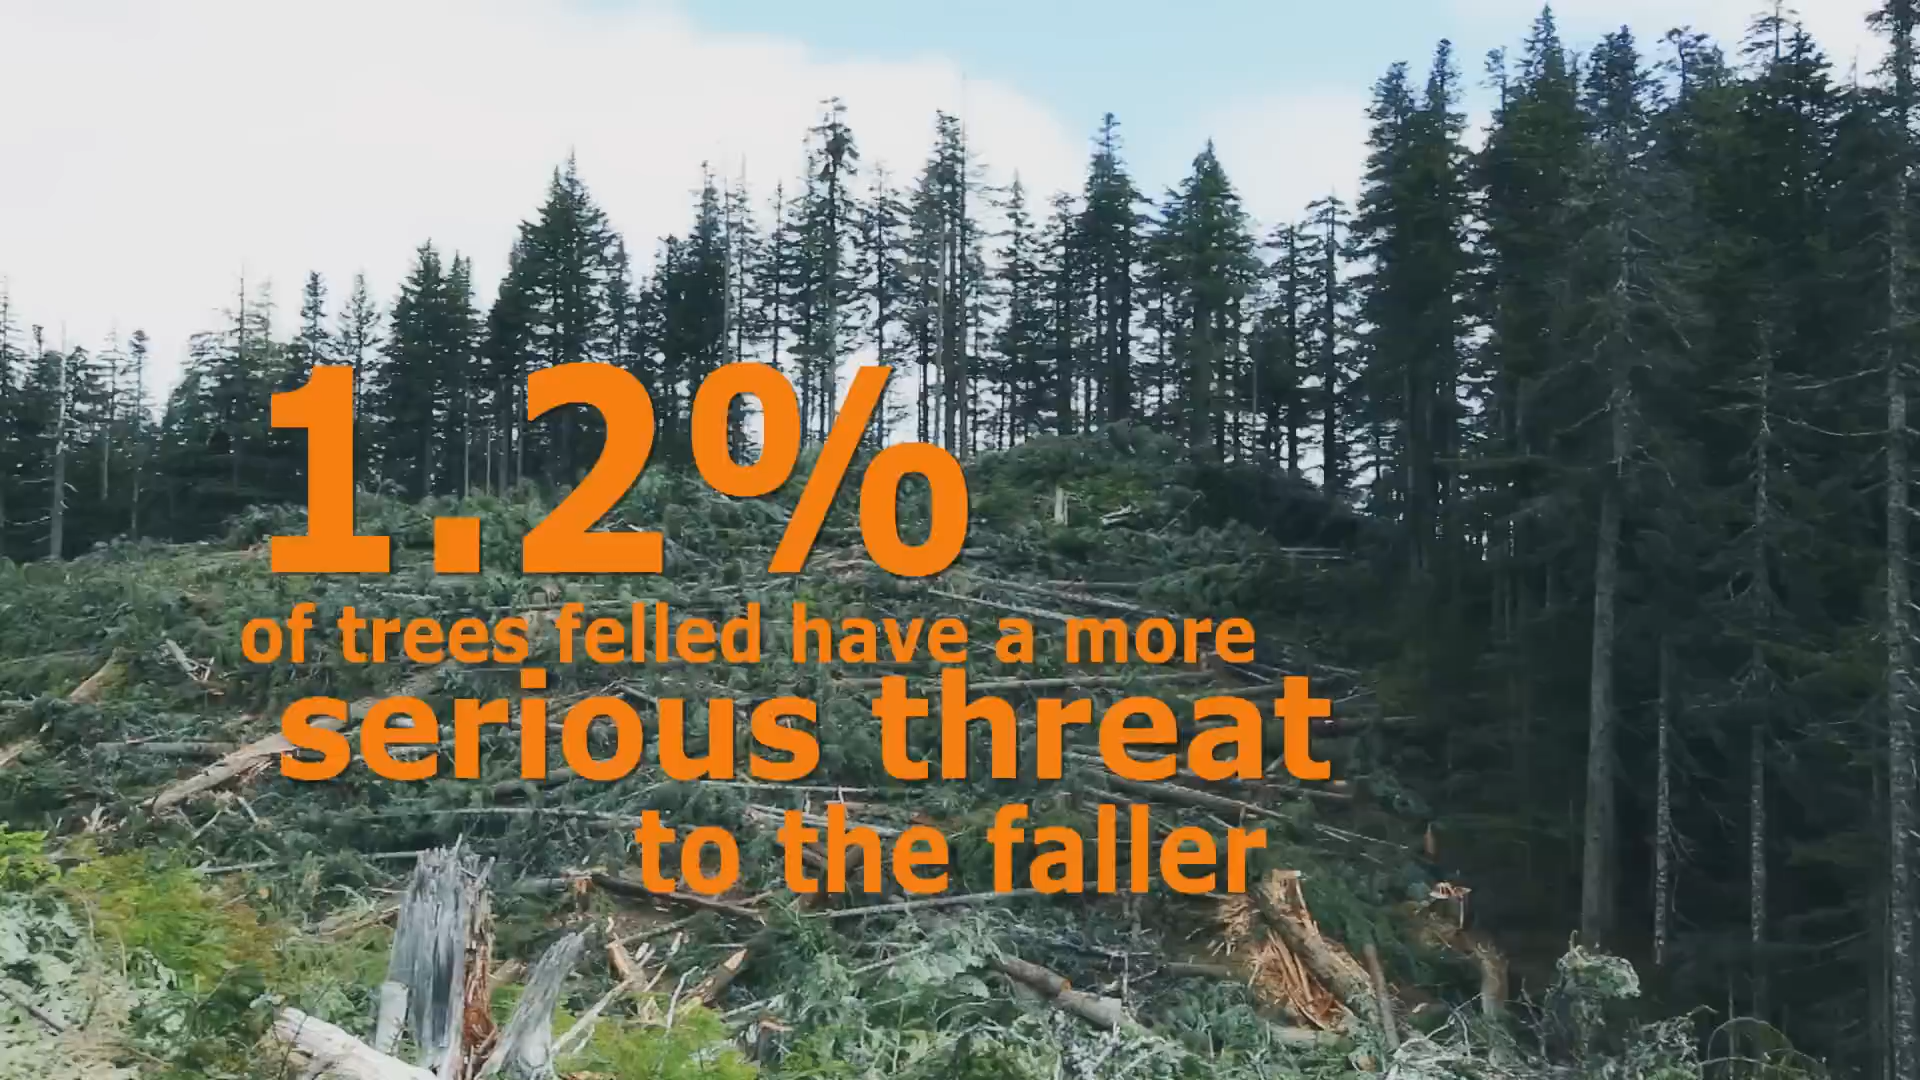 1.2%
of trees felled have a more
serious threat
to the faller